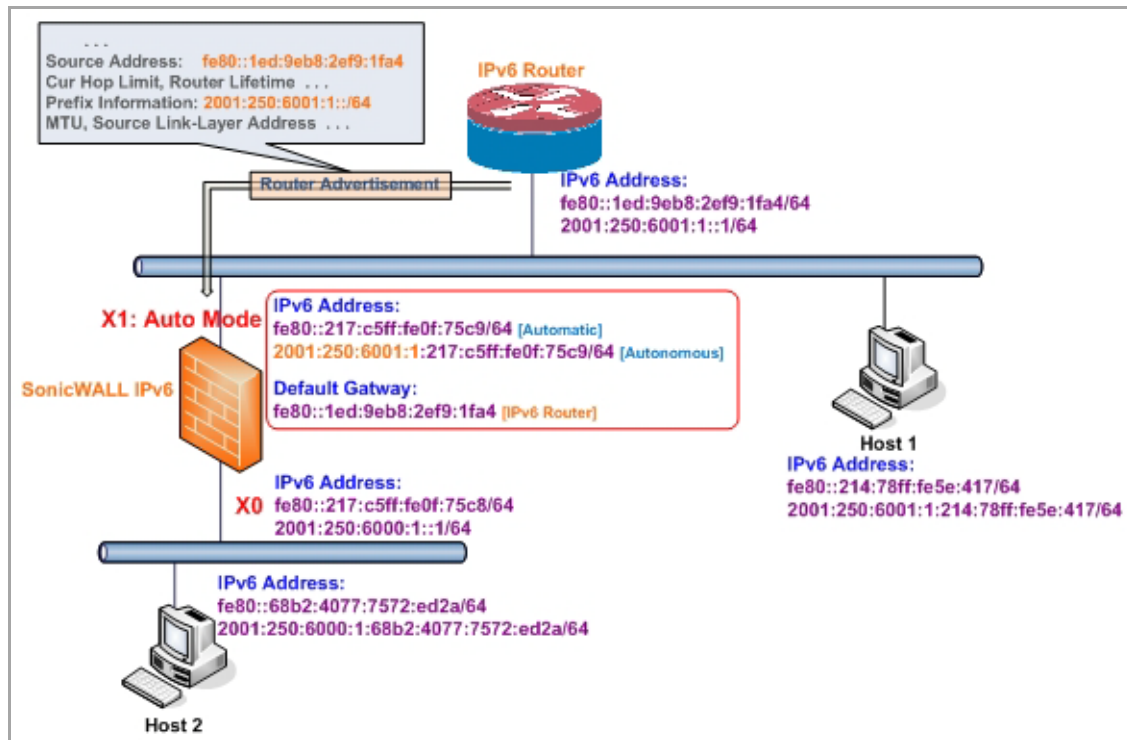 . . .
Source Address: fe80::1ed:9eb8:2ef9:1fa4
Cur Hop Limit, Router Lifetime . . .
Prefix Information: 2001:250:6001:1::/64
MTU, Source Link-Layer Address . . .
IPv6 Router
Router Advertisement
IPv6 Address:
fe80::1ed:9eb8:2ef9:1fa4/64
2001:250:6001:1::1/64
X1: Auto Mode
IPv6 Address:
fe80::217:c5ff:fe0f:75c9/64 [Automatic]
2001:250:6001:1:217:c5ff:fe0f:75c9/64 [Autonomous]
Default Gatway:
fe80::1ed:9eb8:2ef9:1fa4 [IPv6 Router]
SonicWALL IPv6
Host 1
IPv6 Address:
fe80::214:78ff:fe5e:417/64
2001:250:6001:1:214:78ff:fe5e:417/64
X0
IPv6 Address:
fe80::217:c5ff:fe0f:75c8/64
2001:250:6000:1::1/64
IPv6 Address:
fe80::68b2:4077:7572:ed2a/64
2001:250:6000:1:68b2:4077:7572:ed2a/64
Host 2